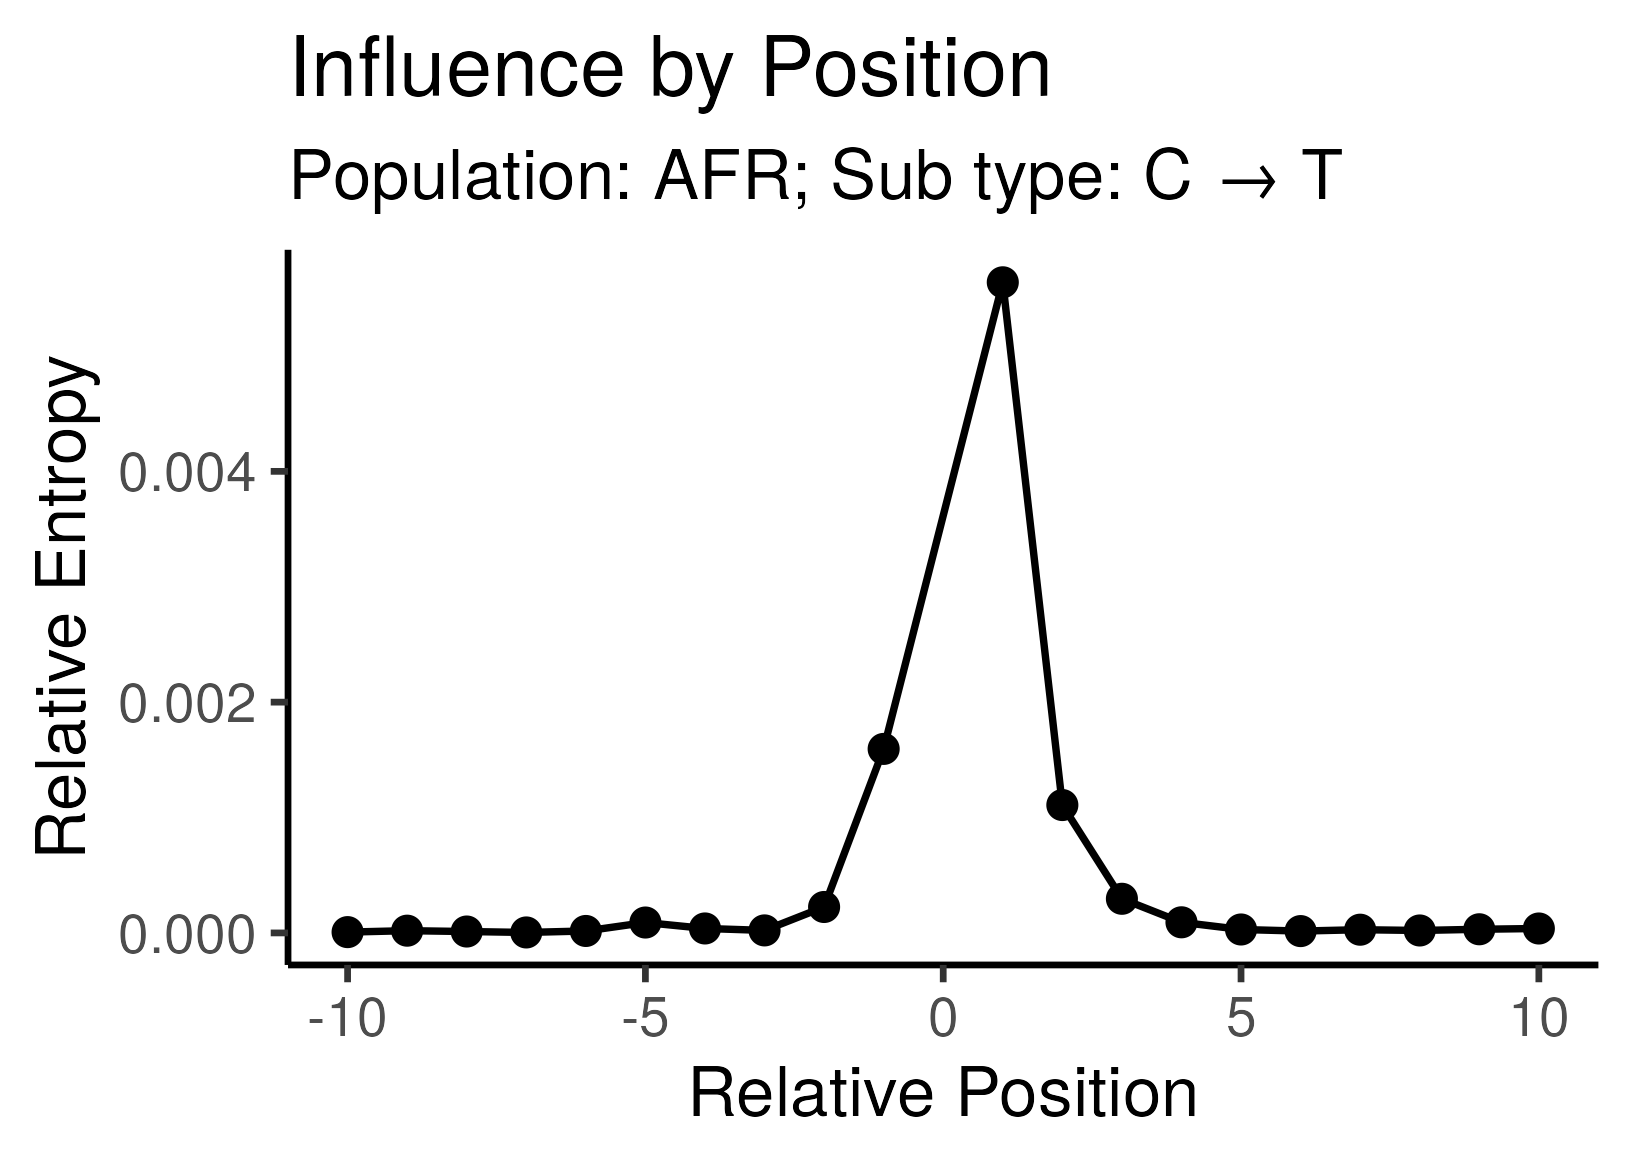 Influence by Position
Population: AFR; Sub type: C → T
Relative Entropy
0.004
0.002
0.000
-10 -5 0 5 10
Relative Position